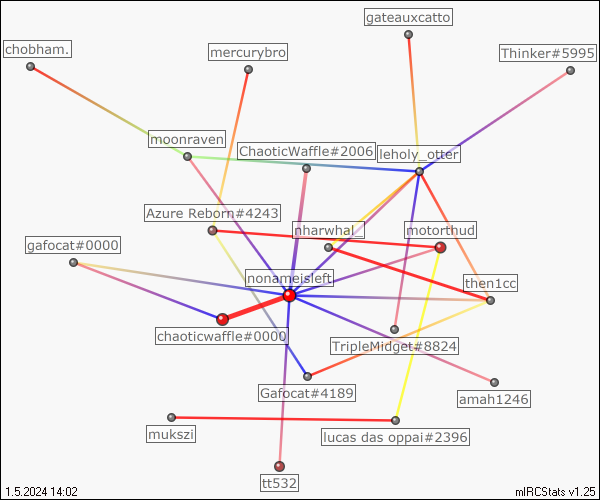 gateauxcatto
chobham.
mercurybro
Thinker#5995
moonraven
ChaoticWaffle#2006
leholy_otter
Azure Reborn#4243
nharwhal_
motorthud
gafocat#0000
nonameisleft
then1cc
chaoticwaffle#0000
TripleMidget#8824
Gafocat#4189
amah1246
mukszi
lucas das oppai#2396
tt532
1.5.2024 14:02
mIRCStats v1.25